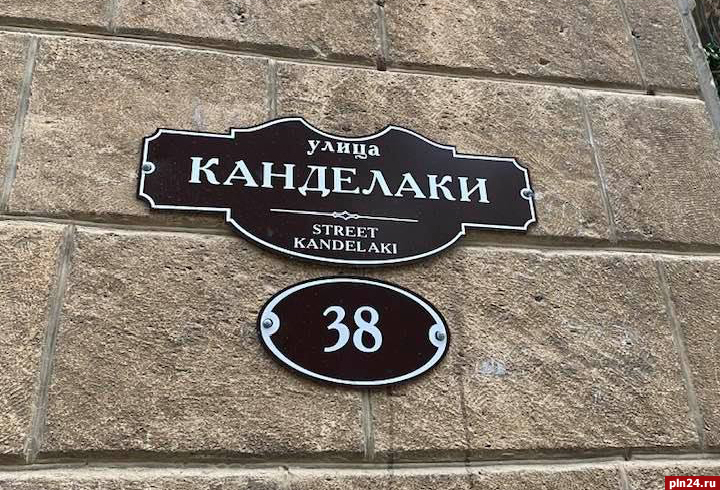 улица
КАНДЕЛАКИ
STREET
KANDELAKI
38
pln24.ru